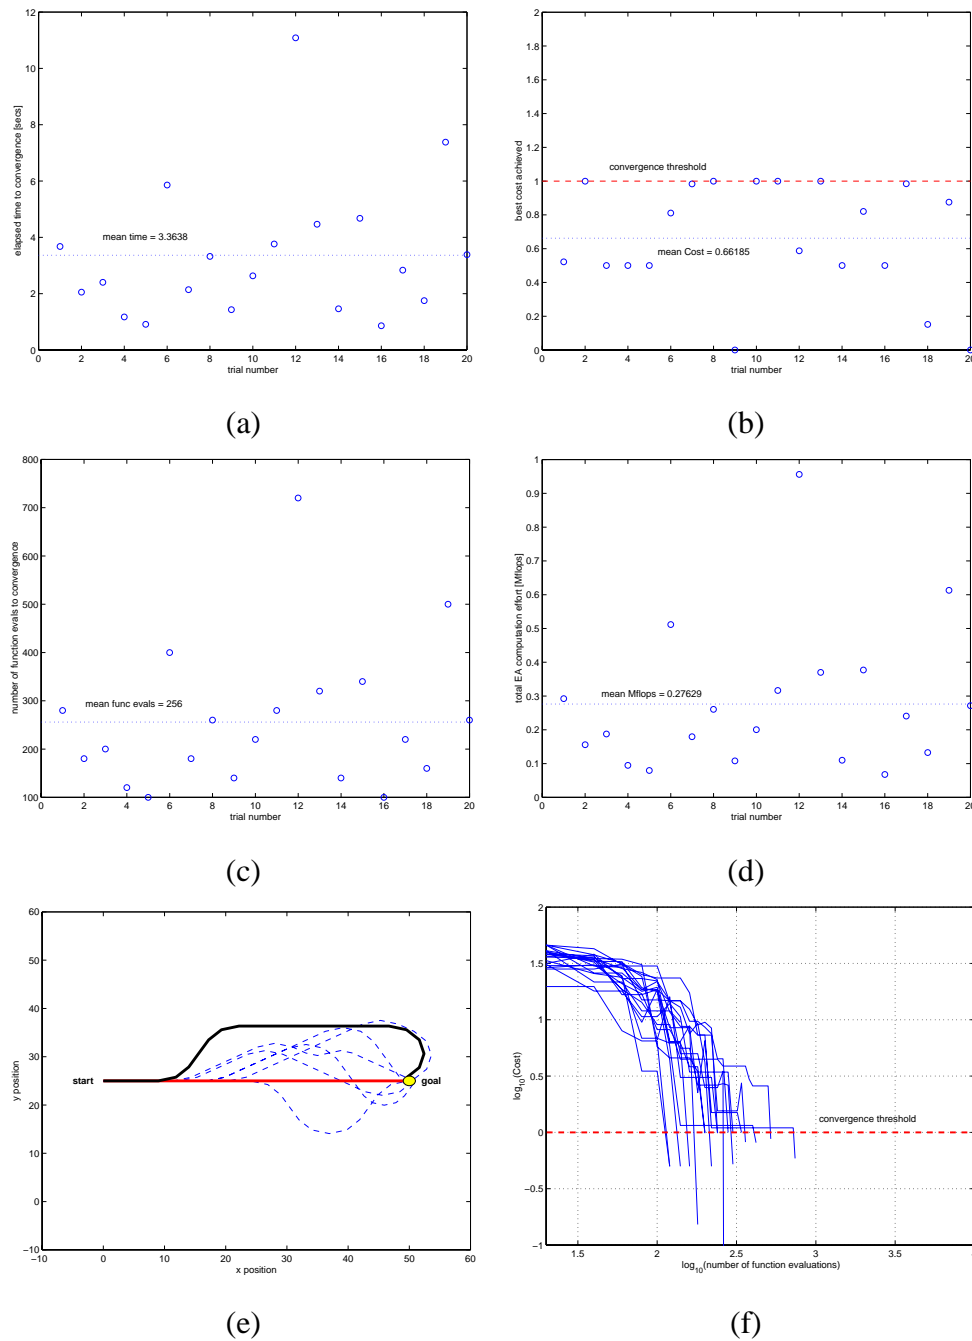 12
10
8
6
4
2
0
elapsed time to convergence [secs]
mean time = 3.3638
0 2 4 6 8 10 12 14 16 18 20
trial number
(a)
2
1.8
1.6
1.4
1.2
1
0.8
0.6
0.4
0.2
0
best cost achieved
convergence threshold
mean Cost = 0.66185
0 2 4 6 8 10 12 14 16 18 20
trial number
(b)
800
700
600
500
400
300
200
100
number of function evals to convergence
mean func evals = 256
0 2 4 6 8 10 12 14 16 18 20
trial number
(c)
1
0.9
0.8
0.7
0.6
0.5
0.4
0.3
0.2
0.1
0
total EA computation effort [Mflops]
mean Mflops = 0.27629
0 2 4 6 8 10 12 14 16 18 20
trial number
(d)
60
50
40
30
20
10
0
−10
y position
start
goal
−10 0 10 20 30 40 50 60
x position
(e)
2
1.5
1
0.5
0
−0.5
−1
log10(Cost)
convergence threshold
1.5 2 2.5 3 3.5 4
log10(number of function evaluations)
(f)